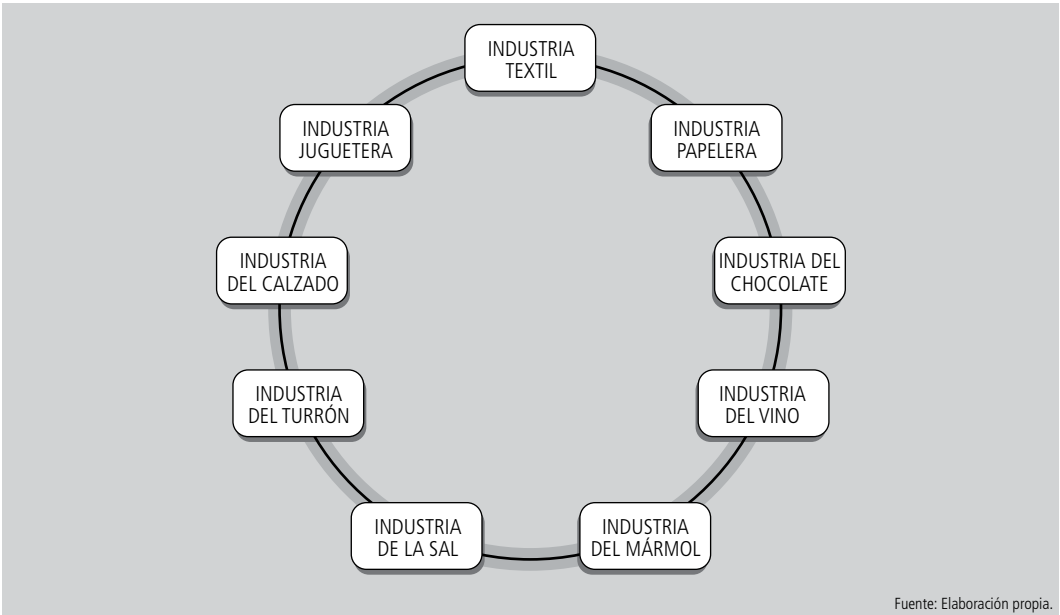 INDUSTRIA
TEXTIL
INDUSTRIA
PAPELERA
INDUSTRIA DEL
CHOCOLATE
INDUSTRIA
DEL VINO
INDUSTRIA
DEL MÁRMOL
INDUSTRIA
DE LA SAL
INDUSTRIA
DEL TURRÓN
INDUSTRIA
DEL CALZADO
INDUSTRIA
JUGUETERA
Fuente: Elaboración propia.